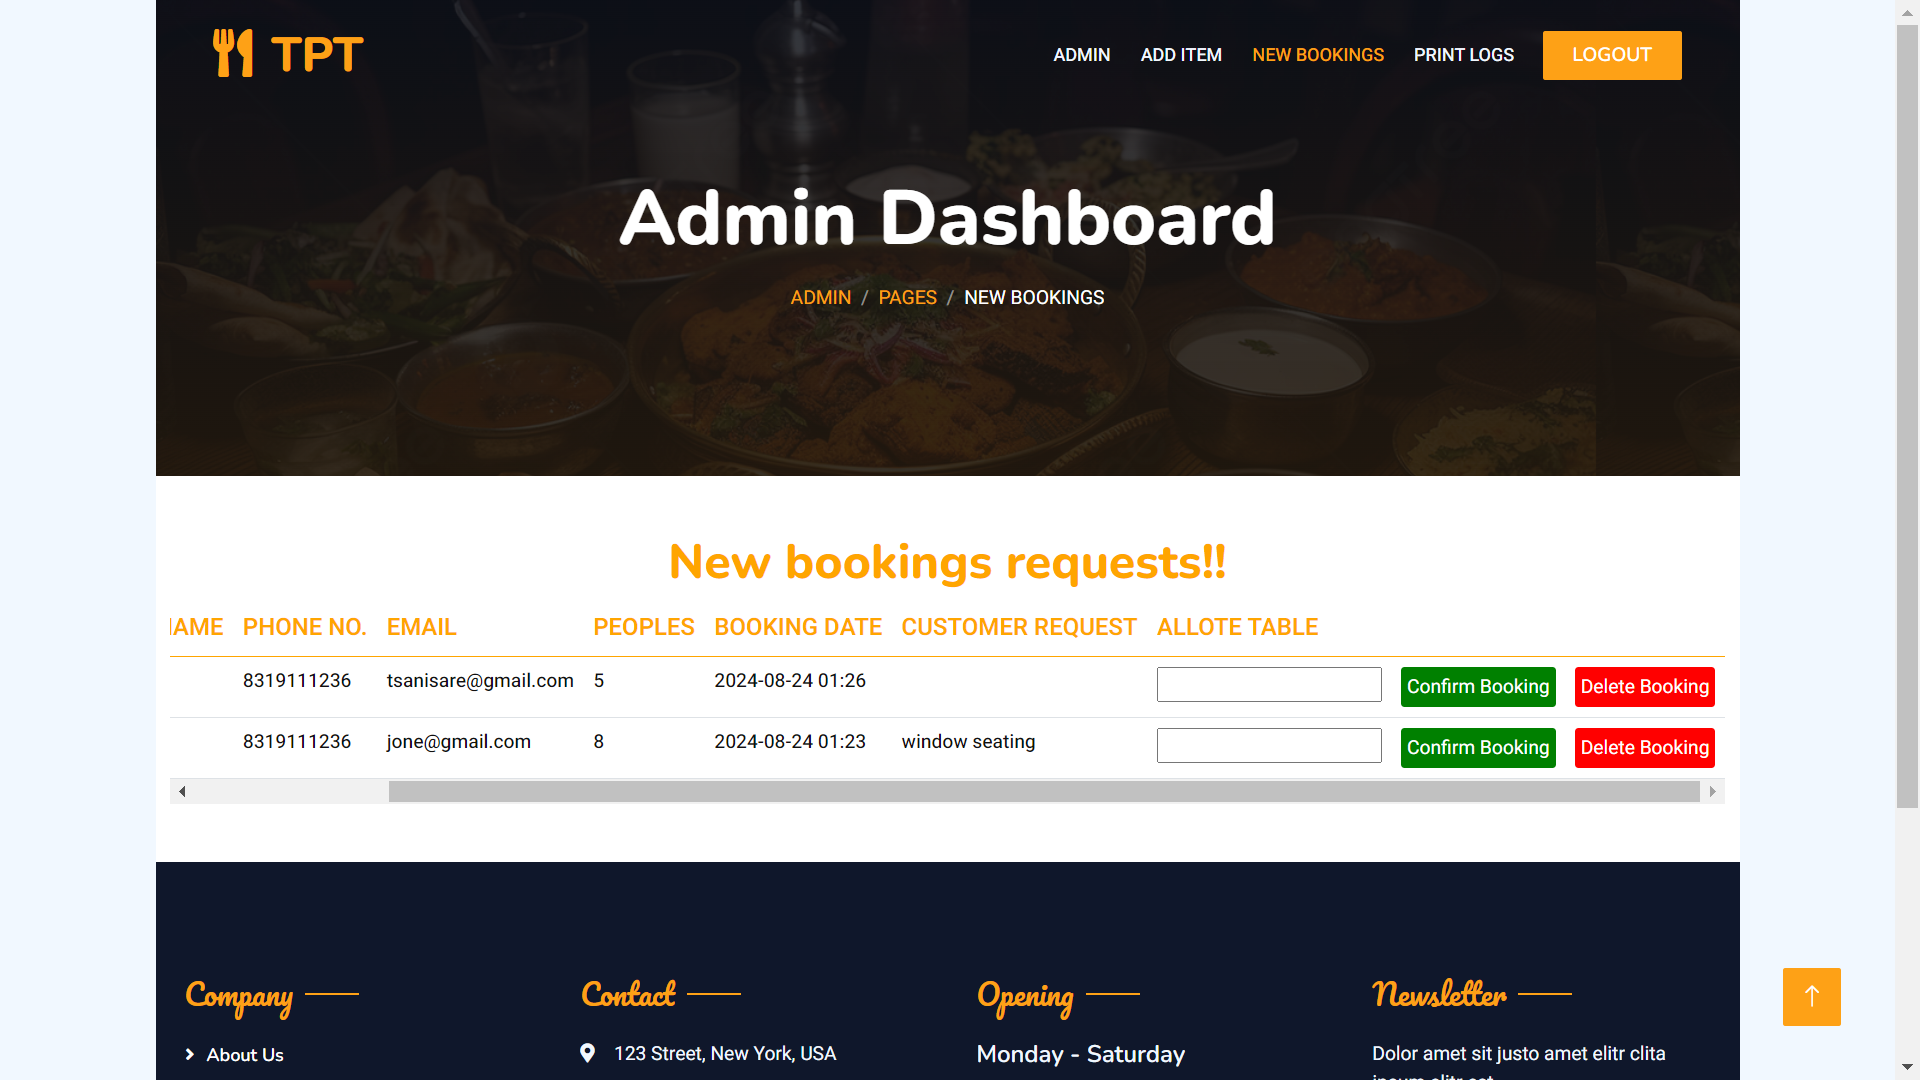 TPT
ADMIN ADD ITEM NEW BOOKINGS PRINT LOGS LOGOUT
Admin Dashboard
ADMIN / PAGES / NEW BOOKINGS
New bookings requests!!
AME PHONE NO. EMAIL PEOPLES BOOKING DATE CUSTOMER REQUEST ALLOTE TABLE
8319111236 tsanisare@gmail.com 5 2024-08-24 01:26 Confirm Booking Delete Booking
8319111236 jone@gmail.com 8 2024-08-24 01:23 window seating Confirm Booking Delete Booking
Company Contact Opening Newsletter
About Us 123 Street, New York, USA Monday - Saturday Dolor amet sit justo amet elitr clita